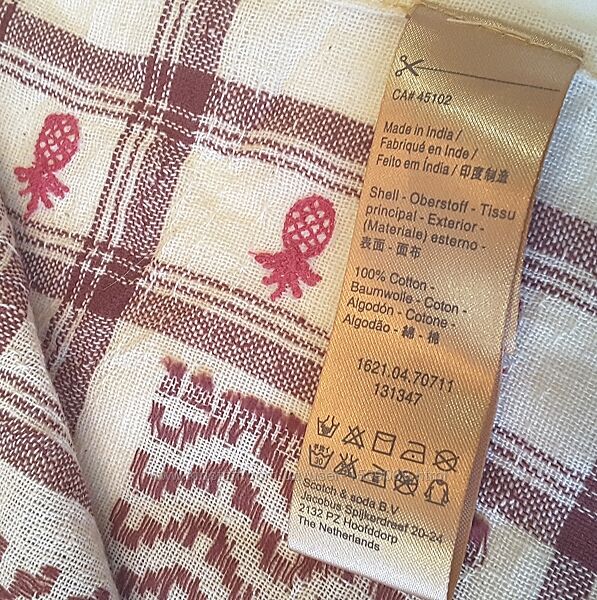 CA# 45102
Made in India /
Fabriqué en Inde /
Feito em Índia / 印度制造
Shell - Oberstoff - Tissu
principal - Exterior -
(Materiale) esterno -
表面 - 面布
100% Cotton -
Baumwolle - Coton -
Algodón - Cotone -
Algodão - 綿 - 棉
1621.04.70711
131347
Scotch & soda B.V.
Jacobus Spijkerdreef 20-24
2132 PZ Hoofddorp
The Netherlands